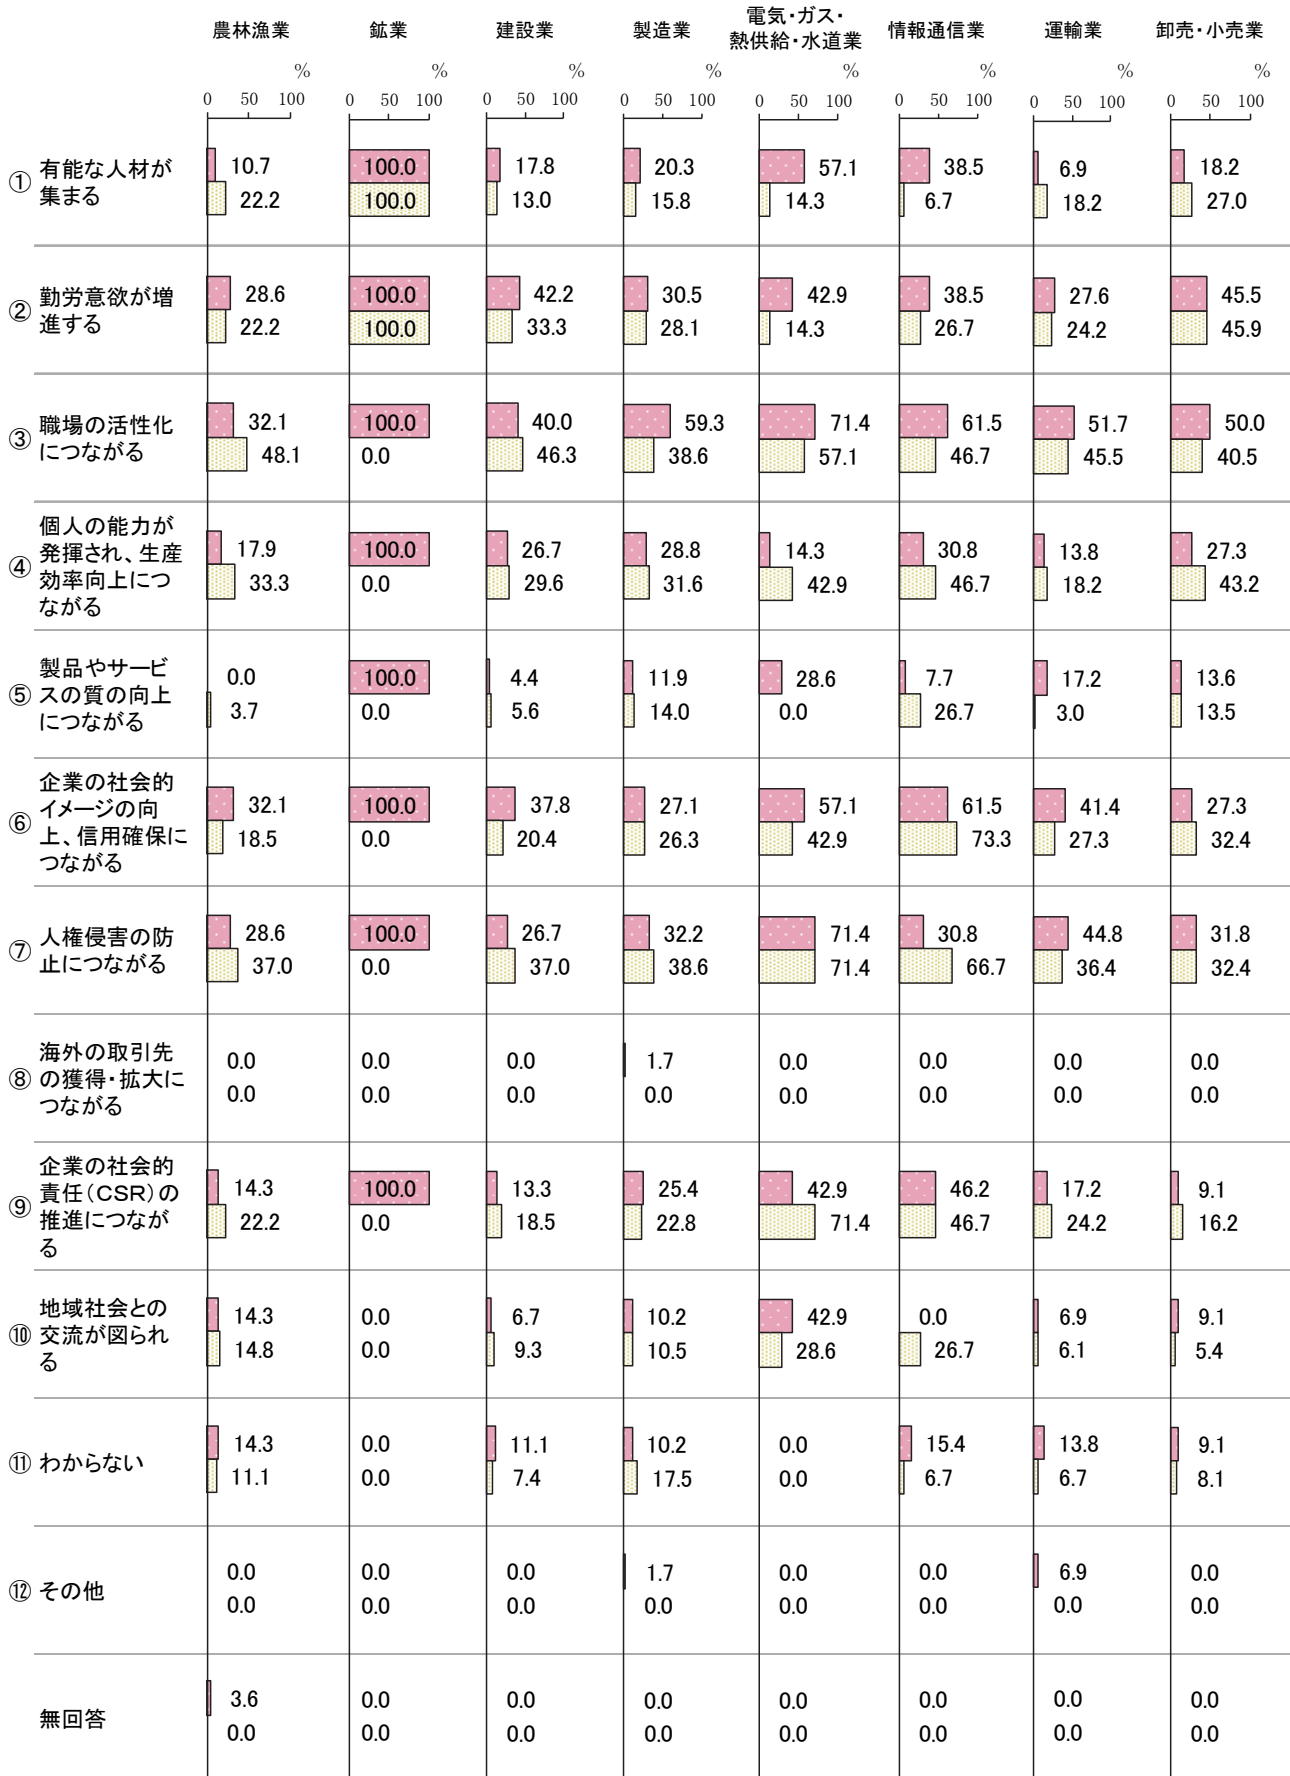 農林漁業 鉱業 建設業 製造業 電気・ガス・ 情報通信業 運輸業 卸売・小売業
熱供給・水道業
% % % % % % % %
0 50 100 0 50 100 0 50 100 0 50 100 0 50 100 0 50 100 0 50 100 0 50 100
① 有能な人材が
集まる
10.7 100.0 17.8 20.3 57.1 38.5 6.9 18.2
22.2 100.0 13.0 15.8 14.3 6.7 18.2 27.0
② 勤労意欲が増
進する
28.6 100.0 42.2 30.5 42.9 38.5 27.6 45.5
22.2 100.0 33.3 28.1 14.3 26.7 24.2 45.9
③ 職場の活性化
につながる
32.1 100.0 40.0 59.3 71.4 61.5 51.7 50.0
48.1 0.0 46.3 38.6 57.1 46.7 45.5 40.5
④ 個人の能力が
発揮され、生産
効率向上につ
ながる
17.9 100.0 26.7 28.8 14.3 30.8 13.8 27.3
33.3 0.0 29.6 31.6 42.9 46.7 18.2 43.2
⑤ 製品やサービ
スの質の向上
につながる
0.0 100.0 4.4 11.9 28.6 7.7 17.2 13.6
3.7 0.0 5.6 14.0 0.0 26.7 3.0 13.5
⑥ 企業の社会的
イメージの向
上、信用確保に
つながる
32.1 100.0 37.8 27.1 57.1 61.5 41.4 27.3
18.5 0.0 20.4 26.3 42.9 73.3 27.3 32.4
⑦ 人権侵害の防
止につながる
28.6 100.0 26.7 32.2 71.4 30.8 44.8 31.8
37.0 0.0 37.0 38.6 71.4 66.7 36.4 32.4
⑧ 海外の取引先
の獲得・拡大に
つながる
0.0 0.0 0.0 1.7 0.0 0.0 0.0 0.0
0.0 0.0 0.0 0.0 0.0 0.0 0.0 0.0
⑨ 企業の社会的
責任(CSR)の
推進につなが
る
14.3 100.0 13.3 25.4 42.9 46.2 17.2 9.1
22.2 0.0 18.5 22.8 71.4 46.7 24.2 16.2
⑩ 地域社会との
交流が図られ
る
14.3 0.0 6.7 10.2 42.9 0.0 6.9 9.1
14.8 0.0 9.3 10.5 28.6 26.7 6.1 5.4
⑪ わからない
14.3 0.0 11.1 10.2 0.0 15.4 13.8 9.1
11.1 0.0 7.4 17.5 0.0 6.7 6.7 8.1
⑫ その他
0.0 0.0 0.0 1.7 0.0 0.0 6.9 0.0
0.0 0.0 0.0 0.0 0.0 0.0 0.0 0.0
無回答
3.6 0.0 0.0 0.0 0.0 0.0 0.0 0.0
0.0 0.0 0.0 0.0 0.0 0.0 0.0 0.0